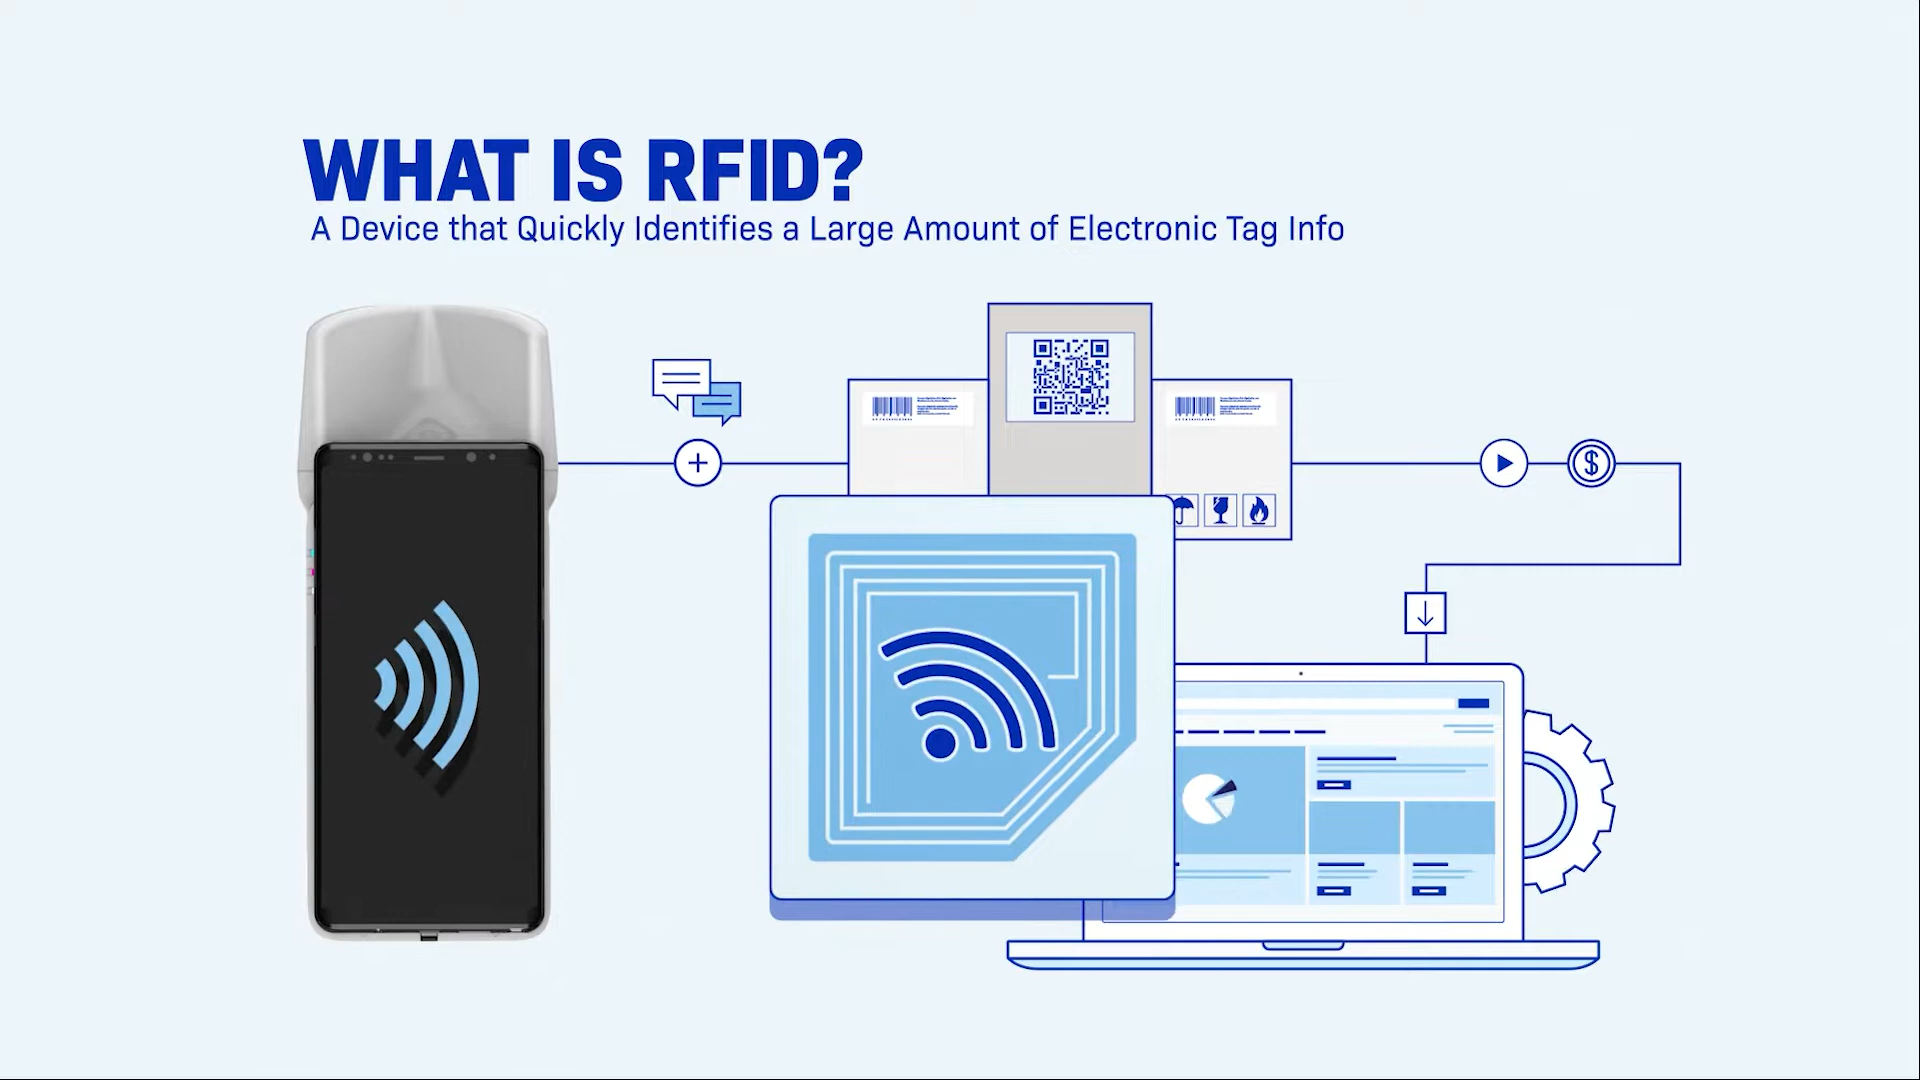 WHAT IS RFID?
A Device that Quickly Identifies a Large Amount of Electronic Tag Info
$